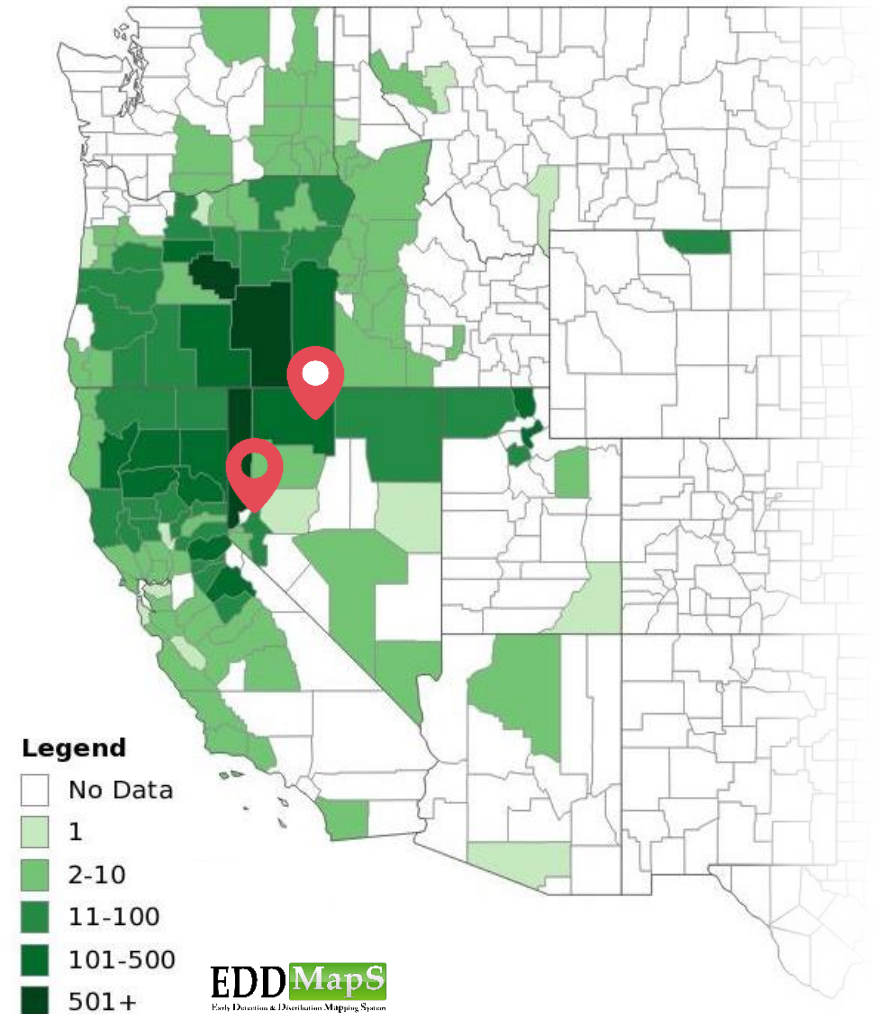 Legend
No Data
1
2-10
11-100
101-500
501+
EDDMapS
Early Detection & Distribution Mapping System